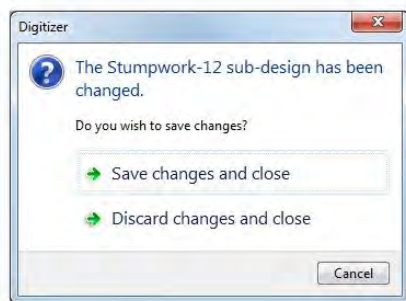 Digitizer
The Stumpwork-12 sub-design has been
changed.
Do you wish to save changes?
Save changes and close
Discard changes and close
Cancel